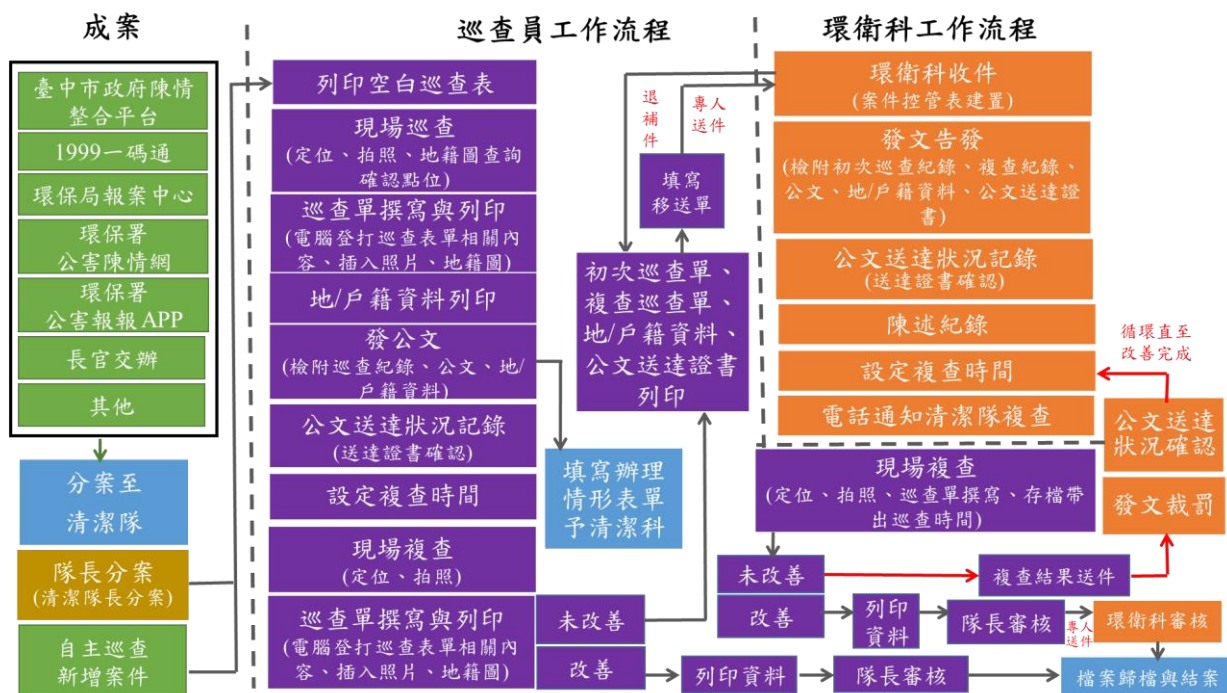 成案
臺中市政府陳情
整合平台
1999一碼通
環保局報案中心
環保署
公害陳情網
環保署
公害報報APP
長官交辦
其他
分案至
清潔隊
隊長分案
(清潔隊長分案)
自主巡查
新增案件
巡查員工作流程
列印空白巡查表
現場巡查
(定位、拍照、地籍圖查詢
確認點位)
巡查單撰寫與列印
(電腦登打巡查表單相關內
容、插入照片、地籍圖)
地/戶籍資料列印
發公文
(檢附巡查紀錄、公文、地/
戶籍資料)
公文送達狀況記錄
(送達證書確認)
設定複查時間
現場複查
(定位、拍照)
巡查單撰寫與列印
(電腦登打巡查表單相關內
容、插入照片、地籍圖)
填寫辦理
情形表單
予清潔科
未改善
改善
列印資料
隊長審核
初次巡查單、
複查巡查單、
地/戶籍資料、
公文送達證書
列印
填寫
移送單
退
補
件
專人
送件
環衛科工作流程
環衛科收件
(案件控管表建置)
發文告發
(檢附初次巡查紀錄、複查紀錄、
公文、地/戶籍資料、公文送達證
書)
公文送達狀況記錄
(送達證書確認)
陳述紀錄
設定複查時間
電話通知清潔隊複查
現場複查
(定位、拍照、巡查單撰寫、存檔帶
出巡查時間)
未改善
複查結果送件
發文裁罰
公文送達
狀況確認
循環直至
改善完成
改善
列印
資料
隊長審核
專人
送件
環衛科審核
檔案歸檔與結案